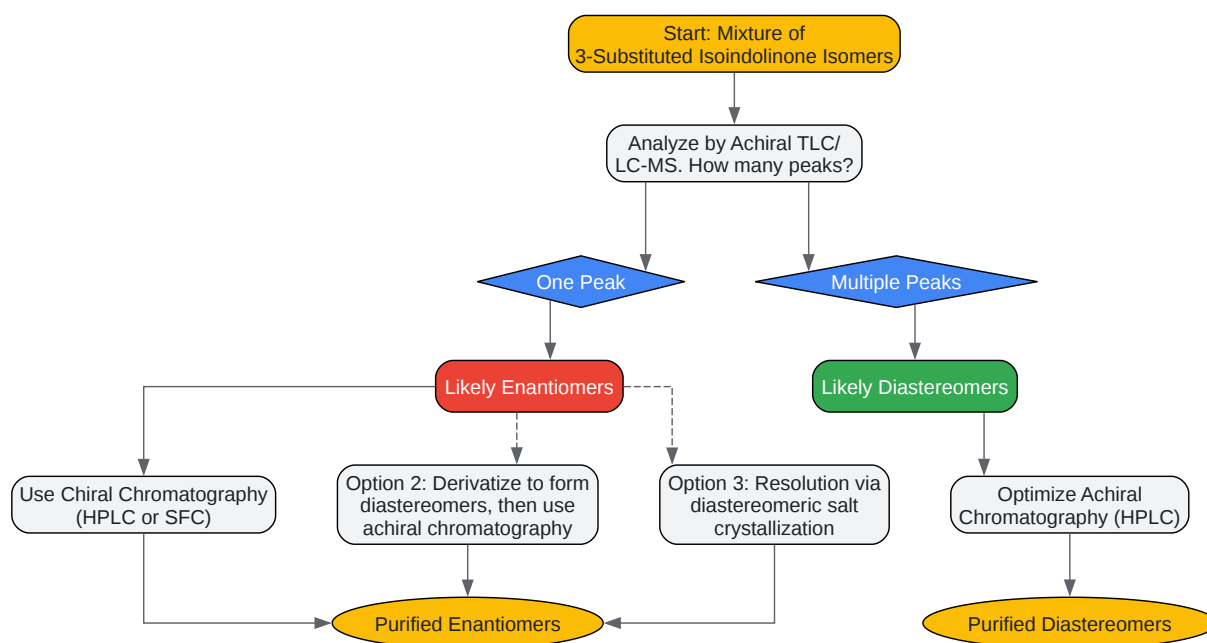 Start: Mixture of
3-Substituted Isoindolinone Isomers
Analyze by Achiral TLC/
LC-MS. How many peaks?
One Peak
Multiple Peaks
Likely Enantiomers
Likely Diastereomers
Use Chiral Chromatography
(HPLC or SFC)
Option 2: Derivatize to form
diastereomers, then use
achiral chromatography
Option 3: Resolution via
diastereomeric salt
crystallization
Optimize Achiral
Chromatography (HPLC)
Purified Enantiomers
Purified Diastereomers